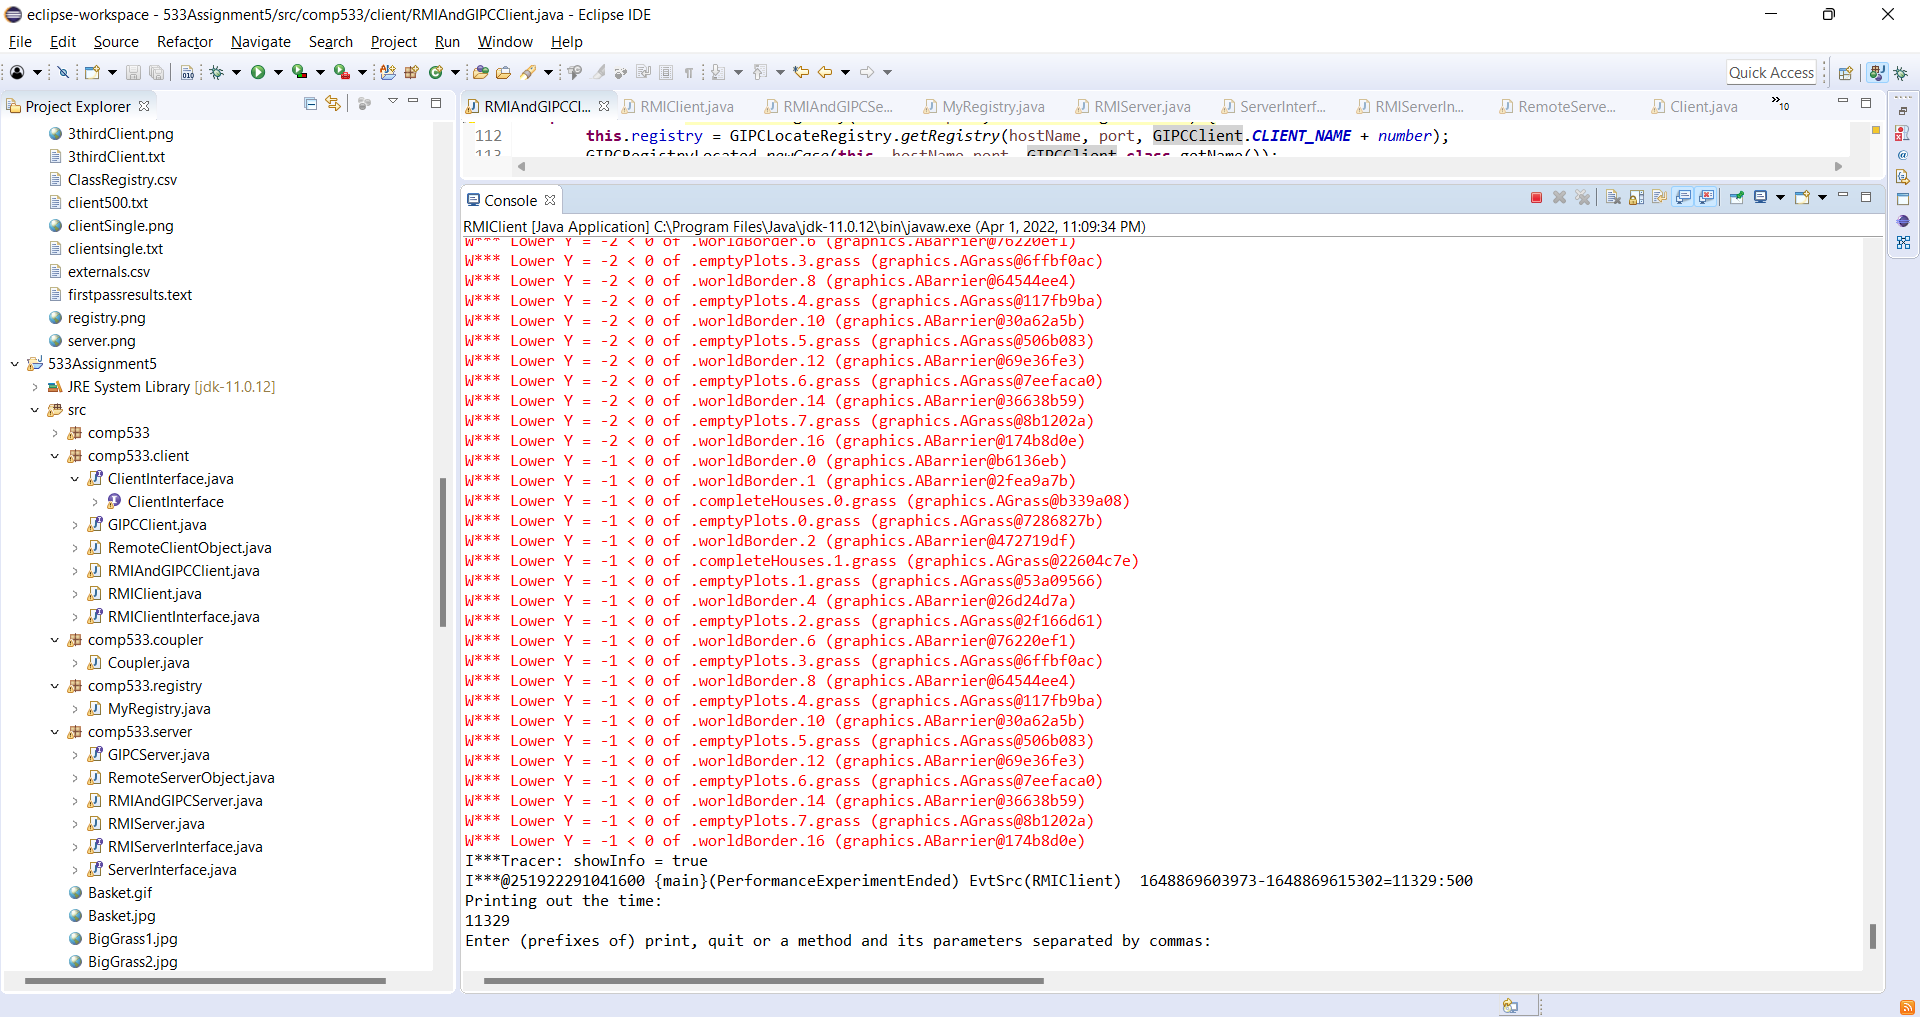 eclipse-workspace - 533Assignment5/src/comp533/client/RMIAndGIPCClient.java - Eclipse IDE
File Edit Source Refactor Navigate Search Project Run Window Help
Quick Access
Project Explorer
3thirdClient.png
3thirdClient.txt
ClassRegistry.csv
client500.txt
clientSingle.png
clientsingle.txt
externals.csv
firstpassresults.text
registry.png
server.png
533Assignment5
JRE System Library [jdk-11.0.12]
src
comp533
comp533.client
ClientInterface.java
ClientInterface
GIPCClient.java
RemoteClientObject.java
RMIAndGIPCClient.java
RMIClient.java
RMIClientInterface.java
comp533.coupler
Coupler.java
comp533.registry
MyRegistry.java
comp533.server
GIPCServer.java
RemoteServerObject.java
RMIAndGIPCServer.java
RMIServer.java
RMIServerInterface.java
ServerInterface.java
Basket.gif
Basket.jpg
BigGrass1.jpg
BigGrass2.jpg
RMIAndGIPCCl... RMIClient.java RMIAndGIPCSe... MyRegistry.java RMIServer.java ServerInterf... RMIServerIn... RemoteServe... Client.java »10
112 this.registry = GIPCLocateRegistry.getRegistry(hostName, port, GIPCClient.CLIENT_NAME + number);
113 GIPCRegistryLocated.newCase(this, hostName,port, GIPCClient.class.getName());
Console
RMIClient [Java Application] C:\Program Files\Java\jdk-11.0.12\bin\javaw.exe (Apr 1, 2022, 11:09:34 PM)
W*** Lower Y = -2 < 0 of .worldBorder.6 (graphics.ABarrier@76220ef1)
W*** Lower Y = -2 < 0 of .emptyPlots.3.grass (graphics.AGrass@6ffbf0ac)
W*** Lower Y = -2 < 0 of .worldBorder.8 (graphics.ABarrier@64544ee4)
W*** Lower Y = -2 < 0 of .emptyPlots.4.grass (graphics.AGrass@117fb9ba)
W*** Lower Y = -2 < 0 of .worldBorder.10 (graphics.ABarrier@30a62a5b)
W*** Lower Y = -2 < 0 of .emptyPlots.5.grass (graphics.AGrass@506b083)
W*** Lower Y = -2 < 0 of .worldBorder.12 (graphics.ABarrier@69e36fe3)
W*** Lower Y = -2 < 0 of .emptyPlots.6.grass (graphics.AGrass@7eefaca0)
W*** Lower Y = -2 < 0 of .worldBorder.14 (graphics.ABarrier@36638b59)
W*** Lower Y = -2 < 0 of .emptyPlots.7.grass (graphics.AGrass@8b1202a)
W*** Lower Y = -2 < 0 of .worldBorder.16 (graphics.ABarrier@174b8d0e)
W*** Lower Y = -1 < 0 of .worldBorder.0 (graphics.ABarrier@b6136eb)
W*** Lower Y = -1 < 0 of .worldBorder.1 (graphics.ABarrier@2fea9a7b)
W*** Lower Y = -1 < 0 of .completeHouses.0.grass (graphics.AGrass@b339a08)
W*** Lower Y = -1 < 0 of .emptyPlots.0.grass (graphics.AGrass@7286827b)
W*** Lower Y = -1 < 0 of .worldBorder.2 (graphics.ABarrier@472719df)
W*** Lower Y = -1 < 0 of .completeHouses.1.grass (graphics.AGrass@22604c7e)
W*** Lower Y = -1 < 0 of .emptyPlots.1.grass (graphics.AGrass@53a09566)
W*** Lower Y = -1 < 0 of .worldBorder.4 (graphics.ABarrier@26d24d7a)
W*** Lower Y = -1 < 0 of .emptyPlots.2.grass (graphics.AGrass@2f166d61)
W*** Lower Y = -1 < 0 of .worldBorder.6 (graphics.ABarrier@76220ef1)
W*** Lower Y = -1 < 0 of .emptyPlots.3.grass (graphics.AGrass@6ffbf0ac)
W*** Lower Y = -1 < 0 of .worldBorder.8 (graphics.ABarrier@64544ee4)
W*** Lower Y = -1 < 0 of .emptyPlots.4.grass (graphics.AGrass@117fb9ba)
W*** Lower Y = -1 < 0 of .worldBorder.10 (graphics.ABarrier@30a62a5b)
W*** Lower Y = -1 < 0 of .emptyPlots.5.grass (graphics.AGrass@506b083)
W*** Lower Y = -1 < 0 of .worldBorder.12 (graphics.ABarrier@69e36fe3)
W*** Lower Y = -1 < 0 of .emptyPlots.6.grass (graphics.AGrass@7eefaca0)
W*** Lower Y = -1 < 0 of .worldBorder.14 (graphics.ABarrier@36638b59)
W*** Lower Y = -1 < 0 of .emptyPlots.7.grass (graphics.AGrass@8b1202a)
W*** Lower Y = -1 < 0 of .worldBorder.16 (graphics.ABarrier@174b8d0e)
I***Tracer: showInfo = true
I***@251922291041600 {main}(PerformanceExperimentEnded) EvtSrc(RMIClient) 1648869603973-1648869615302=11329:500
Printing out the time:
11329
Enter (prefixes of) print, quit or a method and its parameters separated by commas: